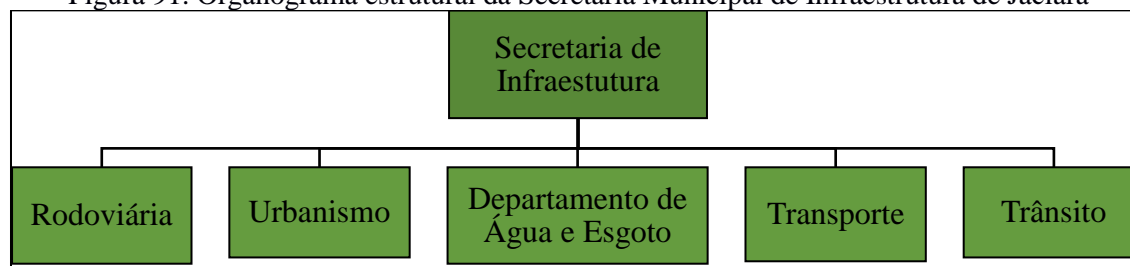 Figura 91. Organograma estrutural da Secretaria Municipal de Infraestrutura de Jaciara
Secretaria de
Infraestutura
Rodoviária
Urbanismo
Departamento de
Água e Esgoto
Transporte
Trânsito